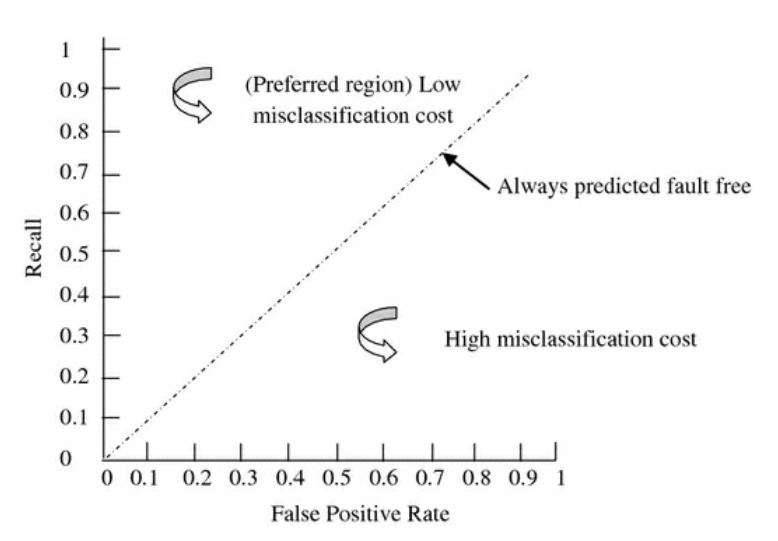 1
0.9
0.8
0.7
0.6
0.5
0.4
0.3
0.2
0.1
0
Recall
(Preferred region) Low
misclassification cost
Always predicted fault free
High misclassification cost
0 0.1 0.2 0.3 0.4 0.5 0.6 0.7 0.8 0.9 1
False Positive Rate